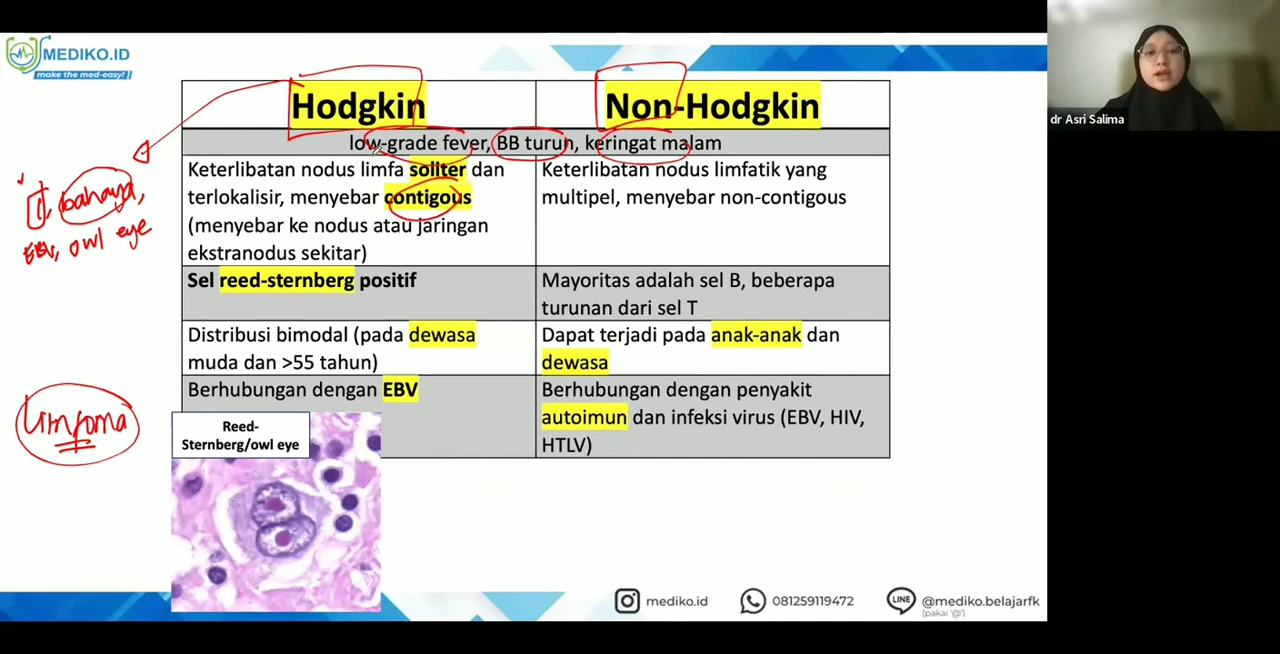 MEDIKO.ID
make the med-easy!
dr Asri Salima
Hodgkin
Non-Hodgkin
low-grade fever, BB turun, keringat malam
Keterlibatan nodus limfa soliter dan
terlokalisir, menyebar contigous
(menyebar ke nodus atau jaringan
ekstranodus sekitar)
Keterlibatan nodus limfatik yang
multipel, menyebar non-contigous
Sel reed-sternberg positif
Mayoritas adalah sel B, beberapa
turunan dari sel T
Distribusi bimodal (pada dewasa
muda dan >55 tahun)
Dapat terjadi pada anak-anak dan
dewasa
Berhubungan dengan EBV
Berhubungan dengan penyakit
autoimun dan infeksi virus (EBV, HIV,
HTLV)
bahaya,
EBV, owl eye
Limfoma
Reed-
Sternberg/owl eye
mediko.id
081259119472
LINE
@mediko.belajarfk
(pakai '@')